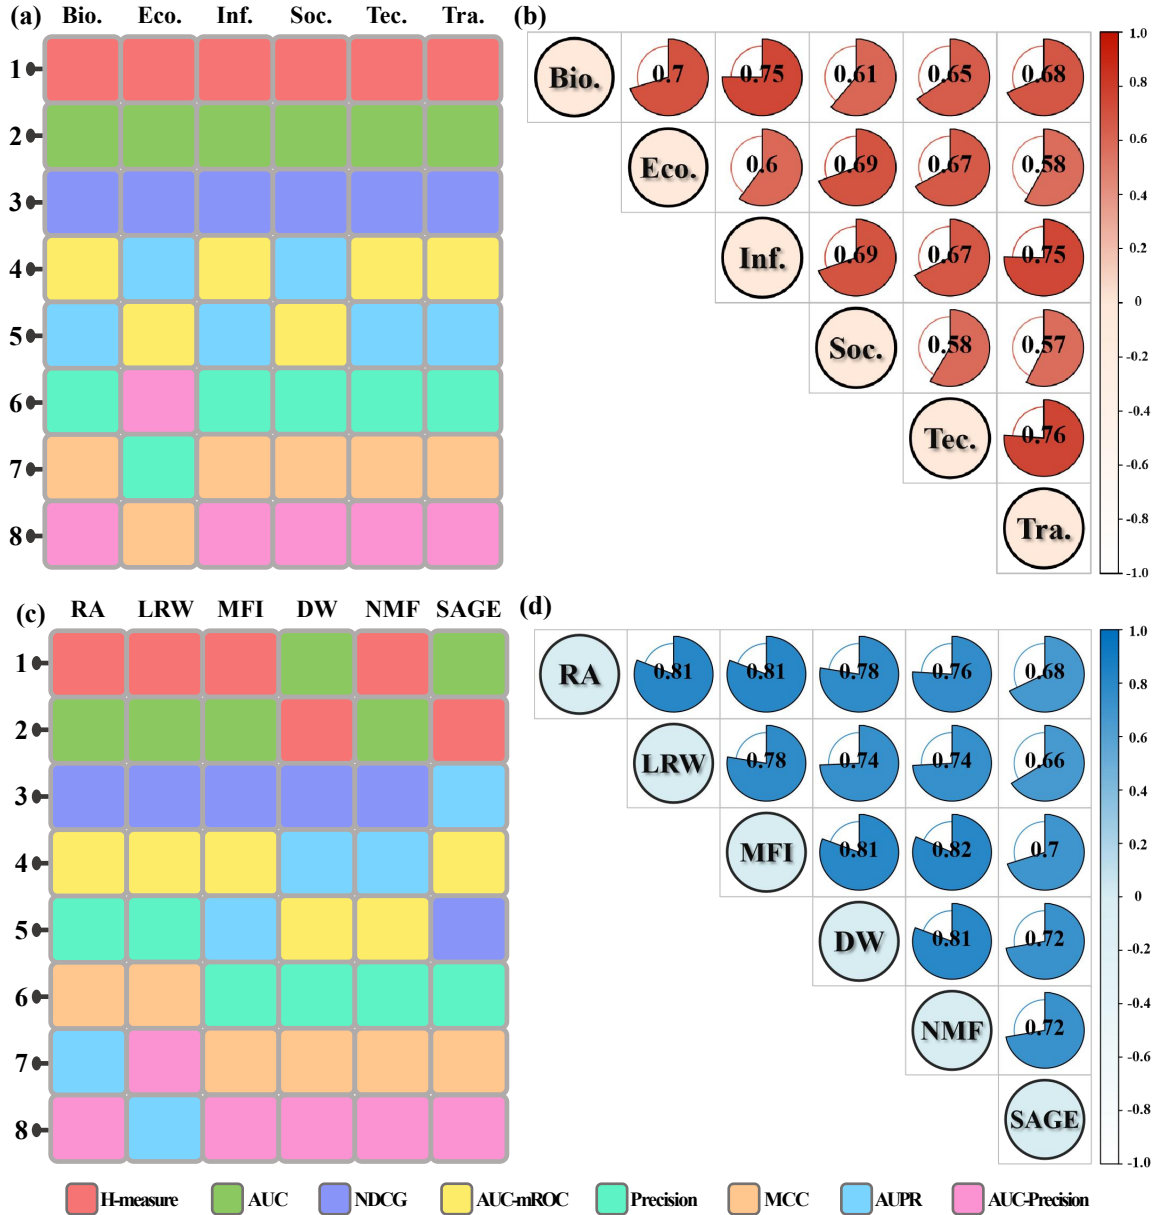 (a) Bio. Eco. Inf. Soc. Tec. Tra.
1
2
3
4
5
6
7
8
(b)
Bio. 0.7 0.75 0.61 0.65 0.68
Eco. 0.6 0.69 0.67 0.58
Inf. 0.69 0.67 0.75
Soc. 0.58 0.57
Tec. 0.76
Tra.
1.0
0.8
0.6
0.4
0.2
0
-0.2
-0.4
-0.6
-0.8
-1.0
(c) RA LRW MFI DW NMF SAGE
1
2
3
4
5
6
7
8
(d)
RA 0.81 0.81 0.78 0.76 0.68
LRW 0.78 0.74 0.74 0.66
MFI 0.81 0.82 0.7
DW 0.81 0.72
NMF 0.72
SAGE
1.0
0.8
0.6
0.4
0.2
0
-0.2
-0.4
-0.6
-0.8
-1.0
H-measure AUC NDCG AUC-mROC Precision MCC AUPR AUC-Precision